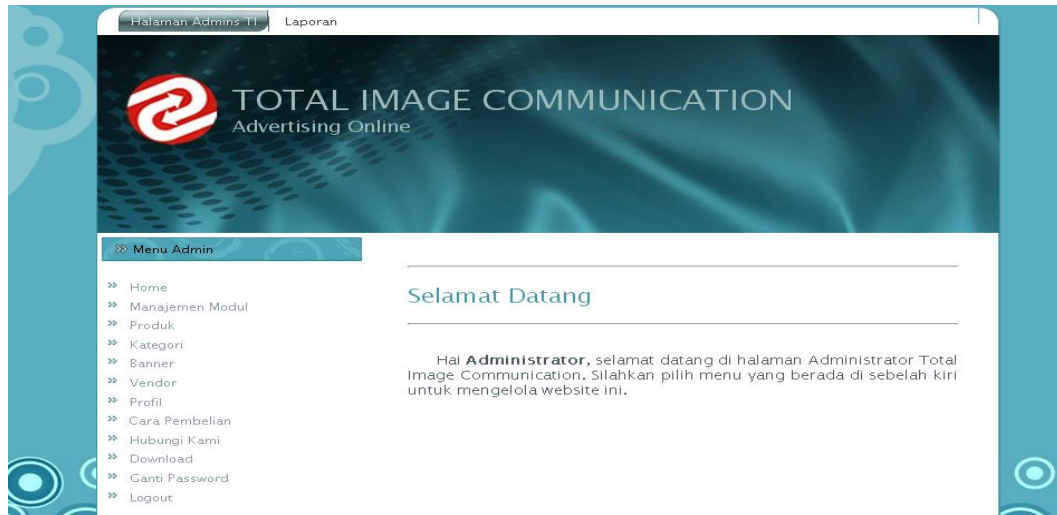 Halaman Admins TI
Laporan
TOTAL IMAGE COMMUNICATION
Advertising Online
Menu Admin
Home
Manajemen Modul
Produk
Kategori
Banner
Vendor
Profil
Cara Pembelian
Hubungi Kami
Download
Ganti Password
Logout
Selamat Datang
Hai Administrator, selamat datang di halaman Administrator Total
Image Communication. Silahkan pilih menu yang berada di sebelah kiri
untuk mengelola website ini.